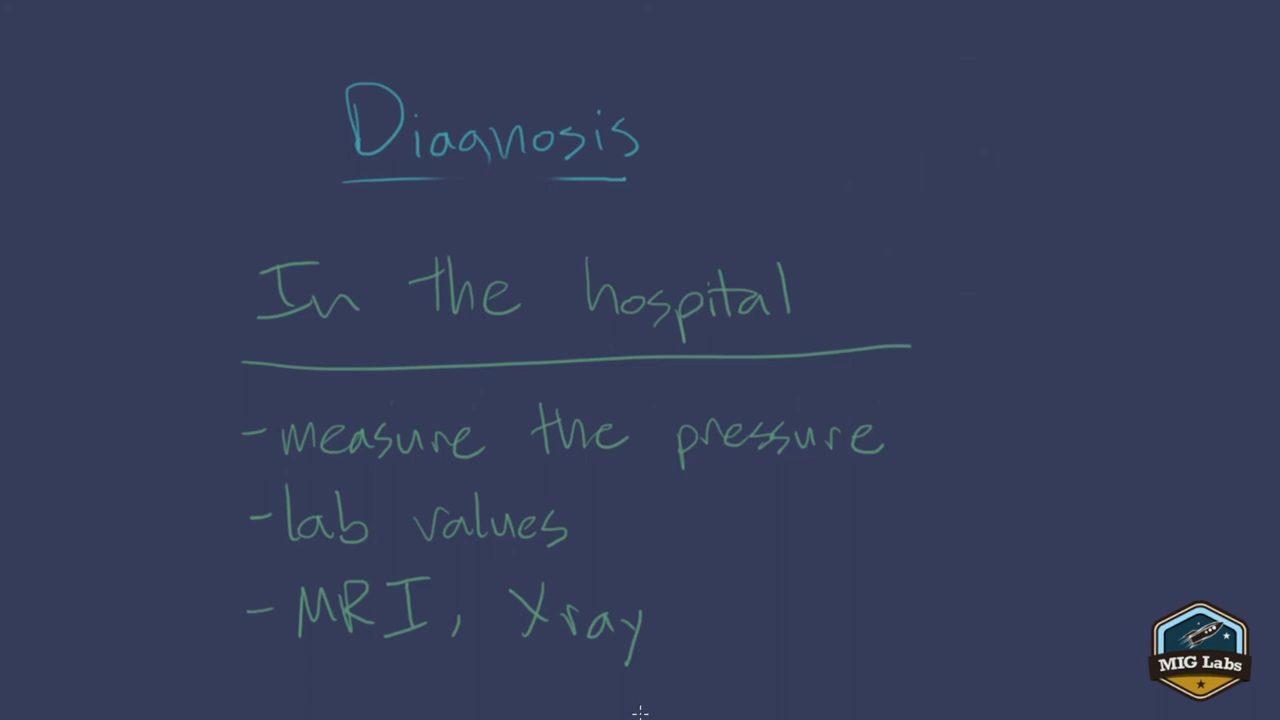 Diagnosis
In the hospital
- measure the pressure
- lab values
- MRI, Xray
MIG Labs